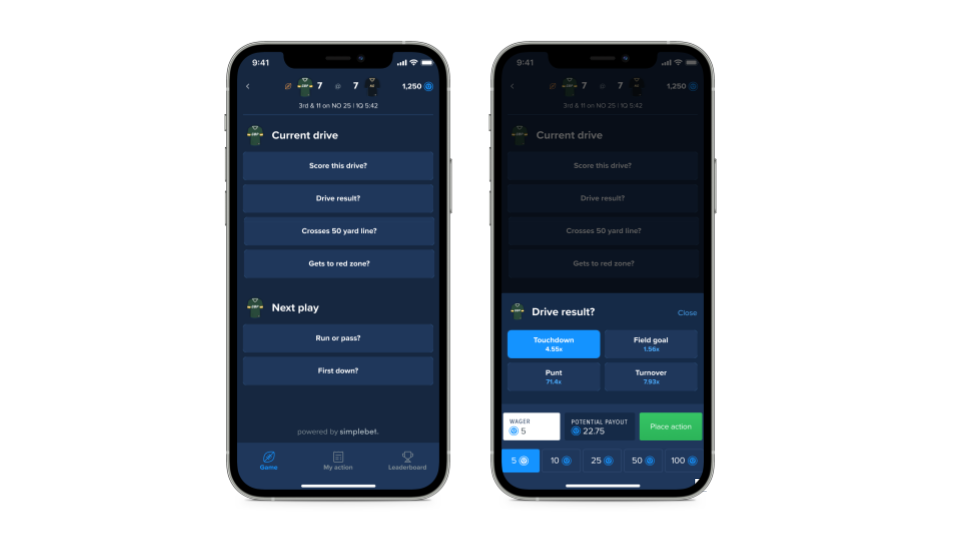 9:41
7 7 1,250
3rd & 11 on NO 25 | 1Q 5:42
Current drive
Score this drive?
Drive result?
Crosses 50 yard line?
Gets to red zone?
Next play
Run or pass?
First down?
powered by simplebet.
Game My action Leaderboard
9:41
7 7 1,250
3rd & 11 on NO 25 | 1Q 5:42
Current drive
Score this drive?
Drive result?
Crosses 50 yard line?
Gets to red zone?
Drive result? Close
Touchdown Field goal
4.55x 1.56x
Punt Turnover
71.4x 7.93x
WAGER POTENTIAL PAYOUT Place action
5 22.75
5 10 25 50 100